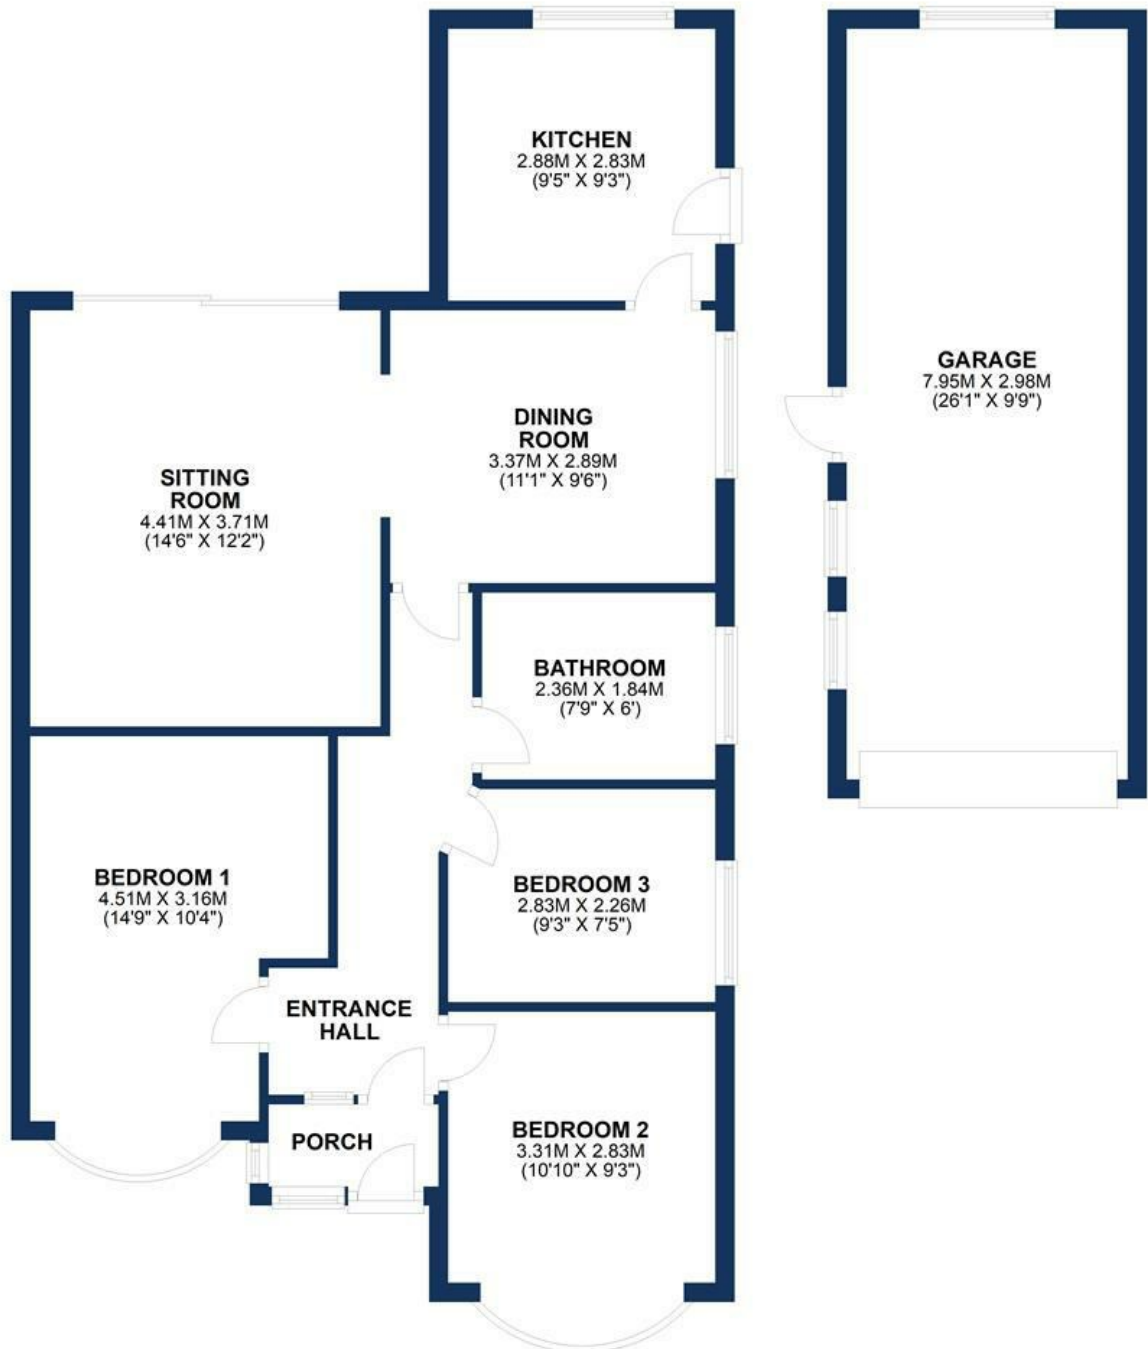 KITCHEN
2.88M X 2.83M
(9'5" X 9'3")
GARAGE
7.95M X 2.98M
(26'1" X 9'9")
DINING
ROOM
3.37M X 2.89M
(11'1" X 9'6")
SITTING
ROOM
4.41M X 3.71M
(14'6" X 12'2")
BATHROOM
2.36M X 1.84M
(7'9" X 6')
BEDROOM 1
4.51M X 3.16M
(14'9" X 10'4")
BEDROOM 3
2.83M X 2.26M
(9'3" X 7'5")
ENTRANCE
HALL
PORCH
BEDROOM 2
3.31M X 2.83M
(10'10" X 9'3")